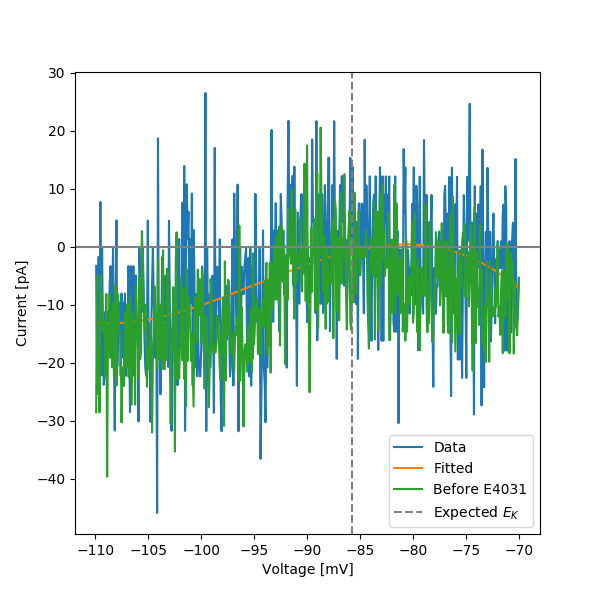 30
20
10
0
−10
−20
−30
−40
Current [pA]
−110 −105 −100 −95 −90 −85 −80 −75 −70
Voltage [mV]
Data
Fitted
Before E4031
Expected $E_K$